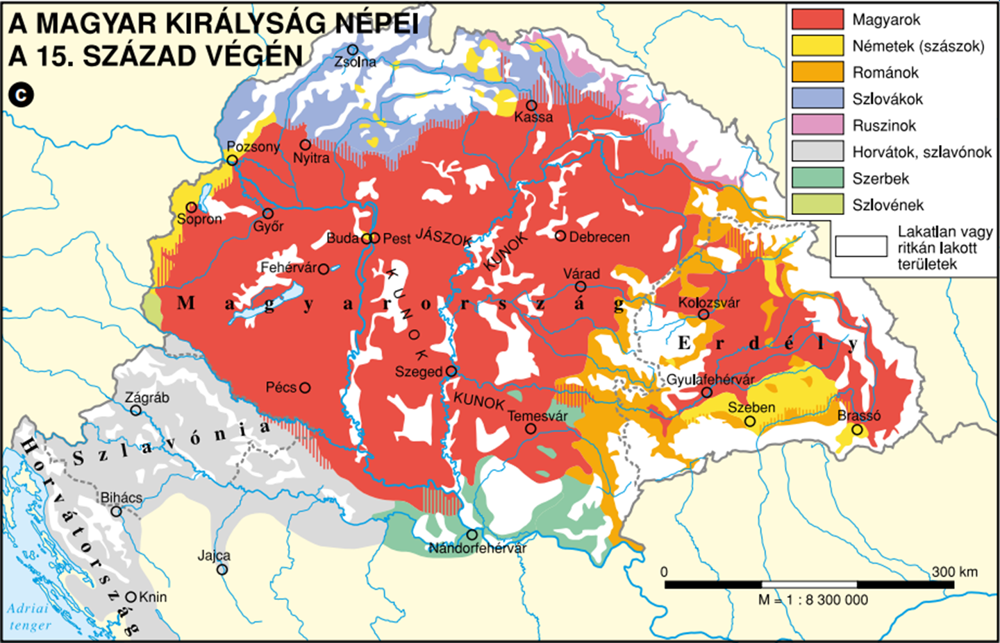 A MAGYAR KIRÁLYSÁG NÉPEI
A 15. SZÁZAD VÉGÉN
c
Magyarok
Németek (szászok)
Románok
Szlovákok
Ruszinok
Horvátok, szlavónok
Szerbek
Szlovének
Lakatlan vagy
ritkán lakott
területek
Zsolna
Kassa
Pozsony
Nyitra
Sopron
Győr
Buda
Pest
JÁSZOK
KUNOK
Debrecen
Fehérvár
KUNOK
Várad
Magyarország
Kolozsvár
Erdély
Szeged
Pécs
Gyulafehérvár
KUNOK
Zágráb
Temesvár
Szeben
Brassó
Szlavónia
Horvátország
Bihács
Nándorfehérvár
Jajca
Knin
Adriai
tenger
0 300 km
M = 1 : 8 300 000